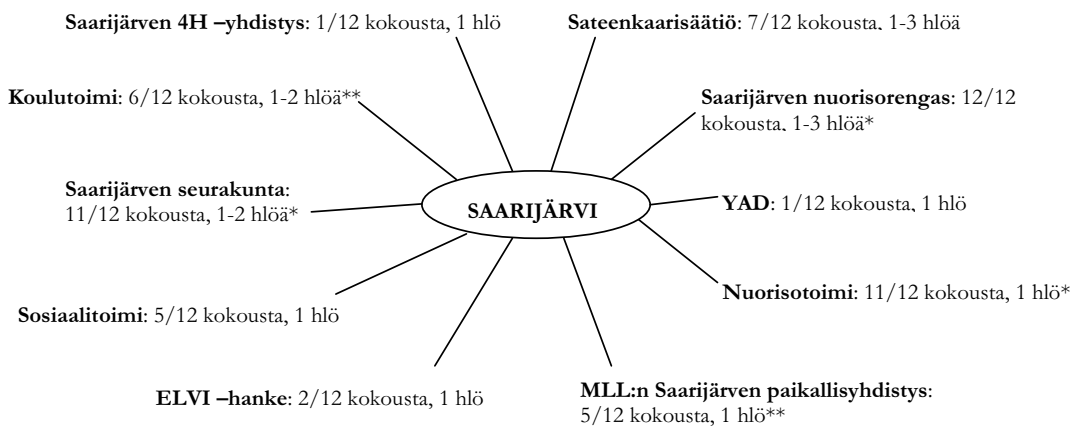 Saarijärven 4H –yhdistys: 1/12 kokousta, 1 hlö
Sateenkaarisäätiö: 7/12 kokousta, 1-3 hlöä
Koulutoimi: 6/12 kokousta, 1-2 hlöä**
Saarijärven nuorisorengas: 12/12
kokousta, 1-3 hlöä*
Saarijärven seurakunta:
11/12 kokousta, 1-2 hlöä*
SAARIJÄRVI
YAD: 1/12 kokousta, 1 hlö
Nuorisotoimi: 11/12 kokousta, 1 hlö*
Sosiaalitoimi: 5/12 kokousta, 1 hlö
ELVI –hanke: 2/12 kokousta, 1 hlö
MLL:n Saarijärven paikallisyhdistys:
5/12 kokousta, 1 hlö**